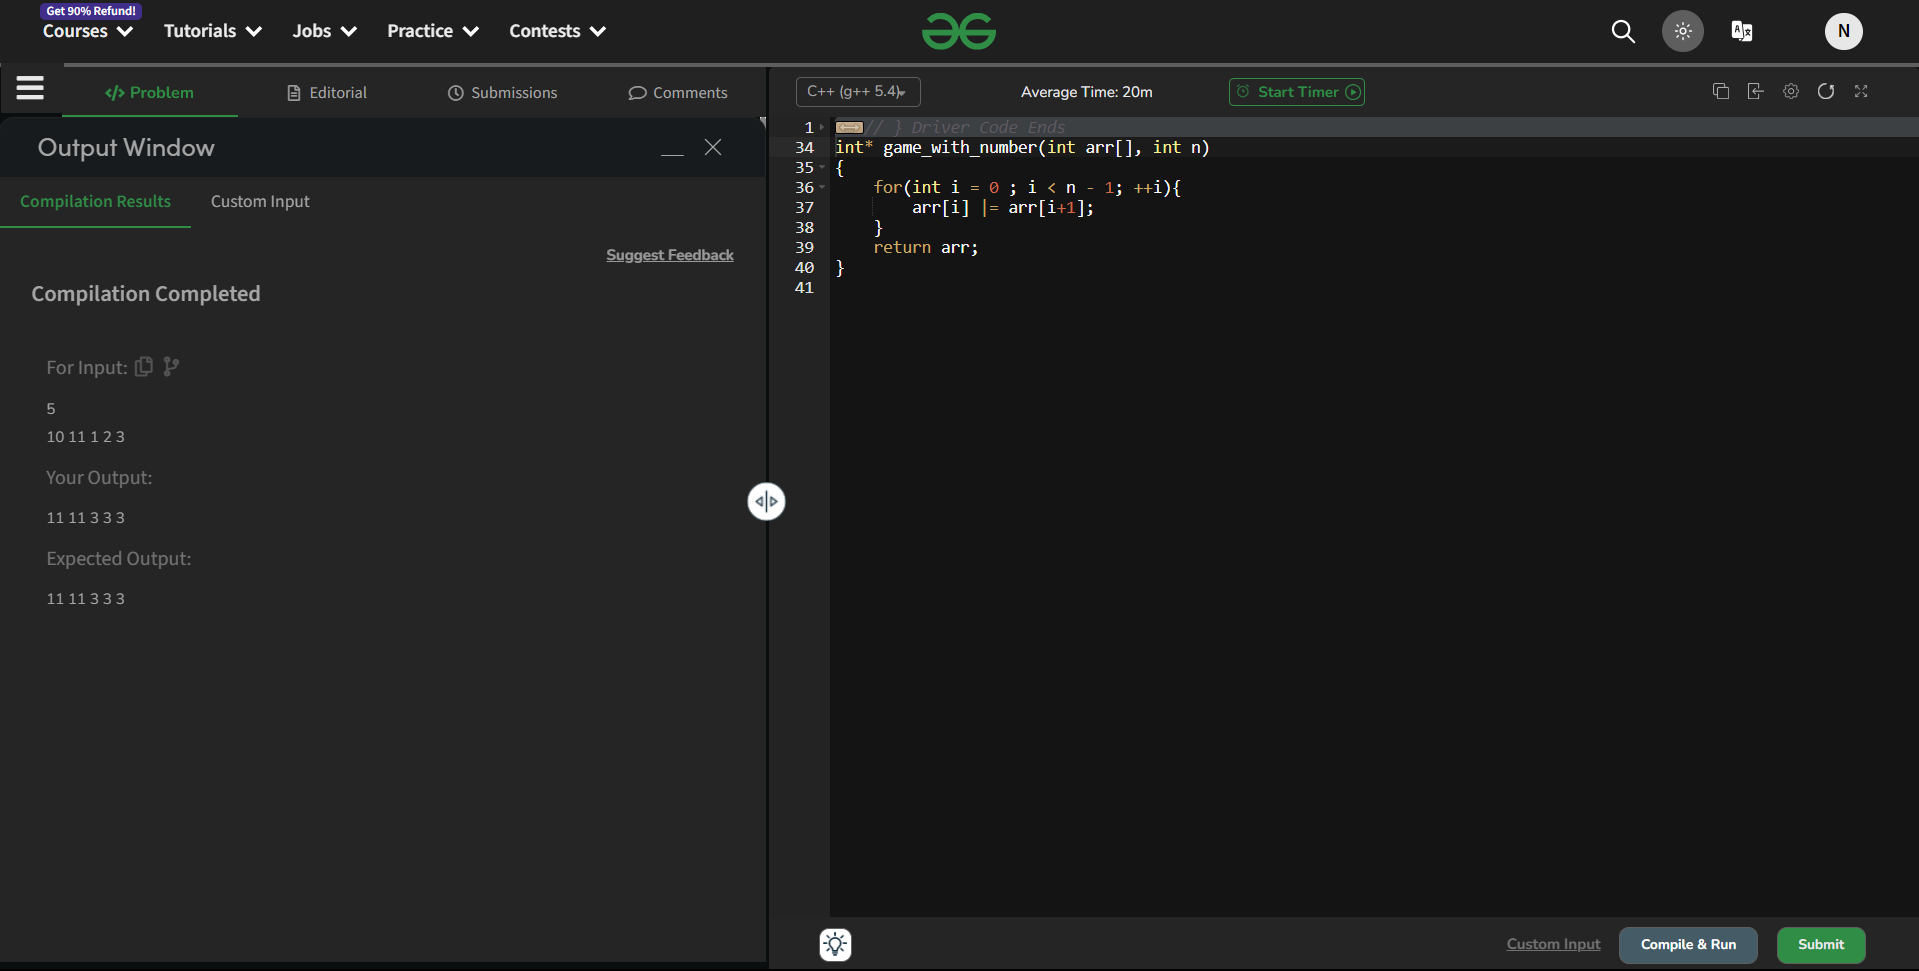 Get 90% Refund!
Courses Tutorials Jobs Practice Contests
N
Problem Editorial Submissions Comments
Output Window
Compilation Results Custom Input
Suggest Feedback
Compilation Completed
For Input:
5
10 11 1 2 3
Your Output:
11 11 3 3 3
Expected Output:
11 11 3 3 3
C++ (g++ 5.4) Average Time: 20m Start Timer
1 // } Driver Code Ends
34 int* game_with_number(int arr[], int n)
35 {
36 for(int i = 0 ; i < n - 1; ++i){
37 arr[i] |= arr[i+1];
38 }
39 return arr;
40 }
41
Custom Input Compile & Run Submit